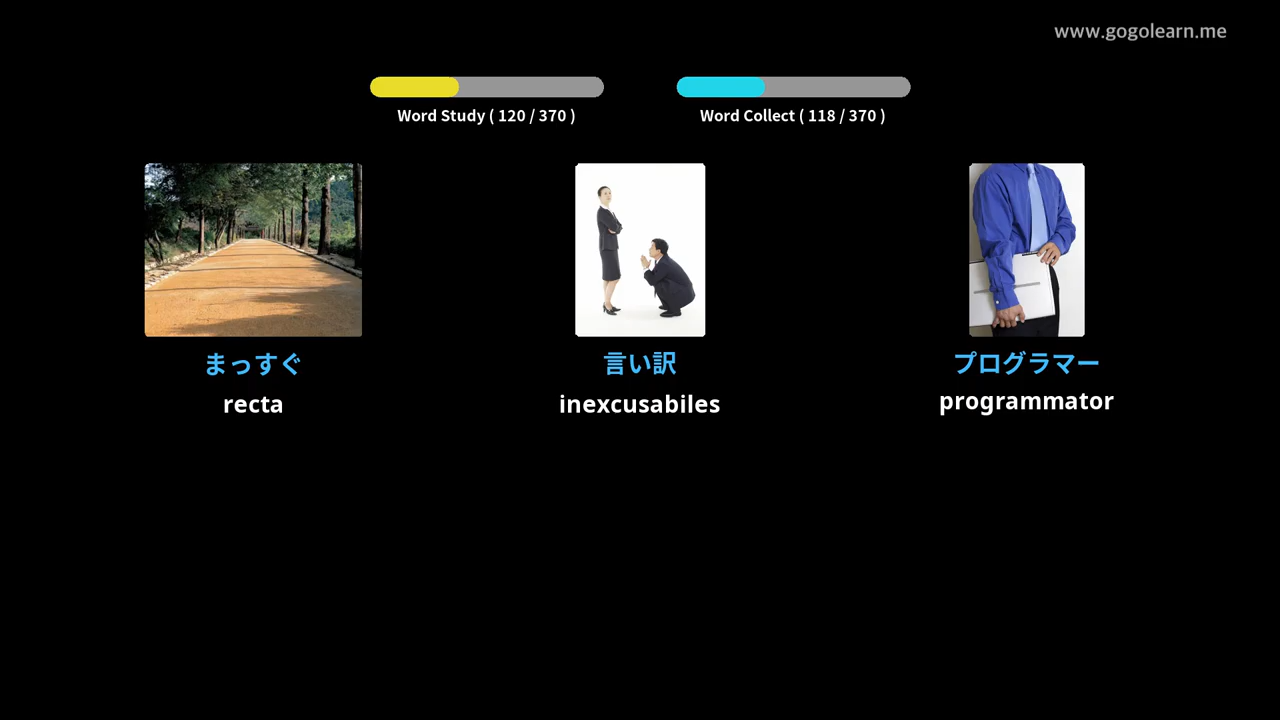 www.gogolearn.me
Word Study ( 120 / 370 )
Word Collect ( 118 / 370 )
まっすぐ
recta
言い訳
inexcusabiles
プログラマー
programmator